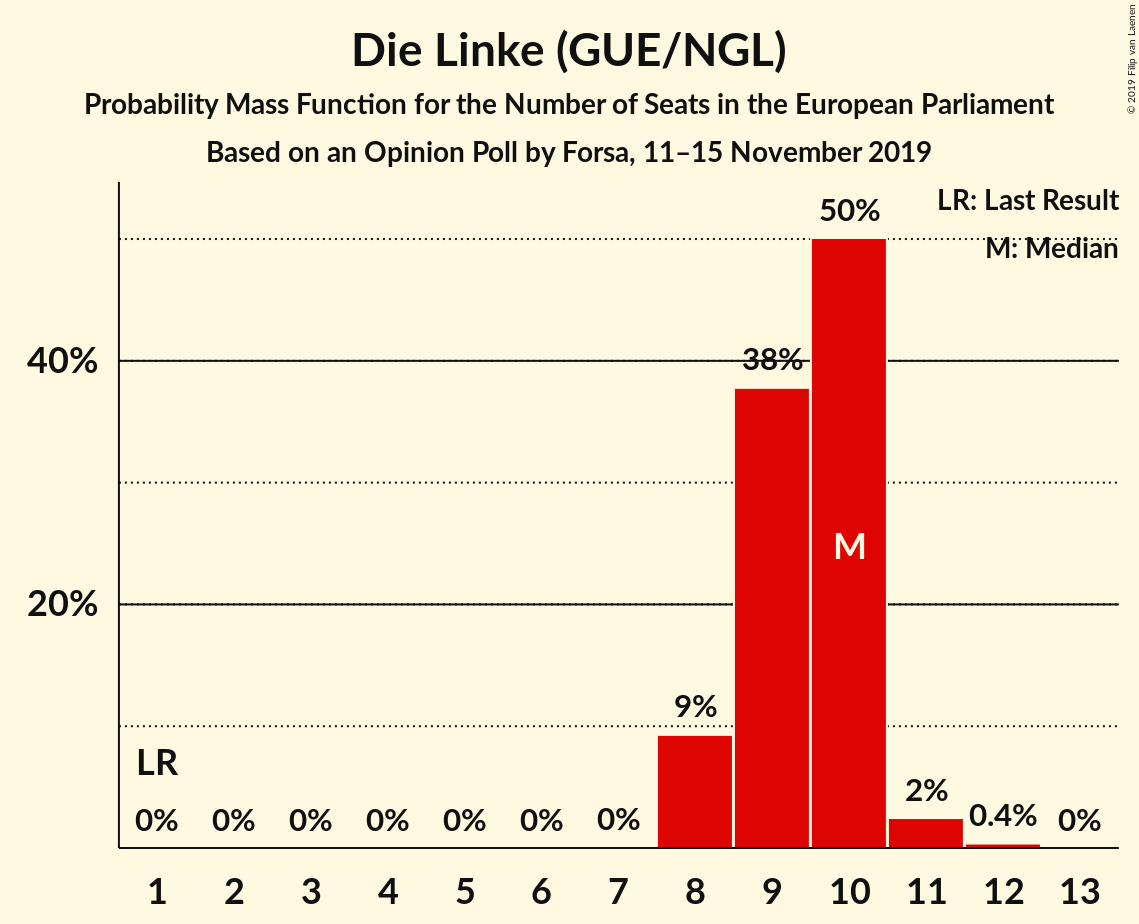 Die Linke (GUE/NGL)
Probability Mass Function for the Number of Seats in the European Parliament
Based on an Opinion Poll by Forsa, 11–15 November 2019
© 2019 Filip van Laenen
LR: Last Result
M: Median
50%
40%
38%
M
20%
9%
LR
2%
0% 0% 0% 0% 0% 0% 0% 0.4% 0%
1 2 3 4 5 6 7 8 9 10 11 12 13